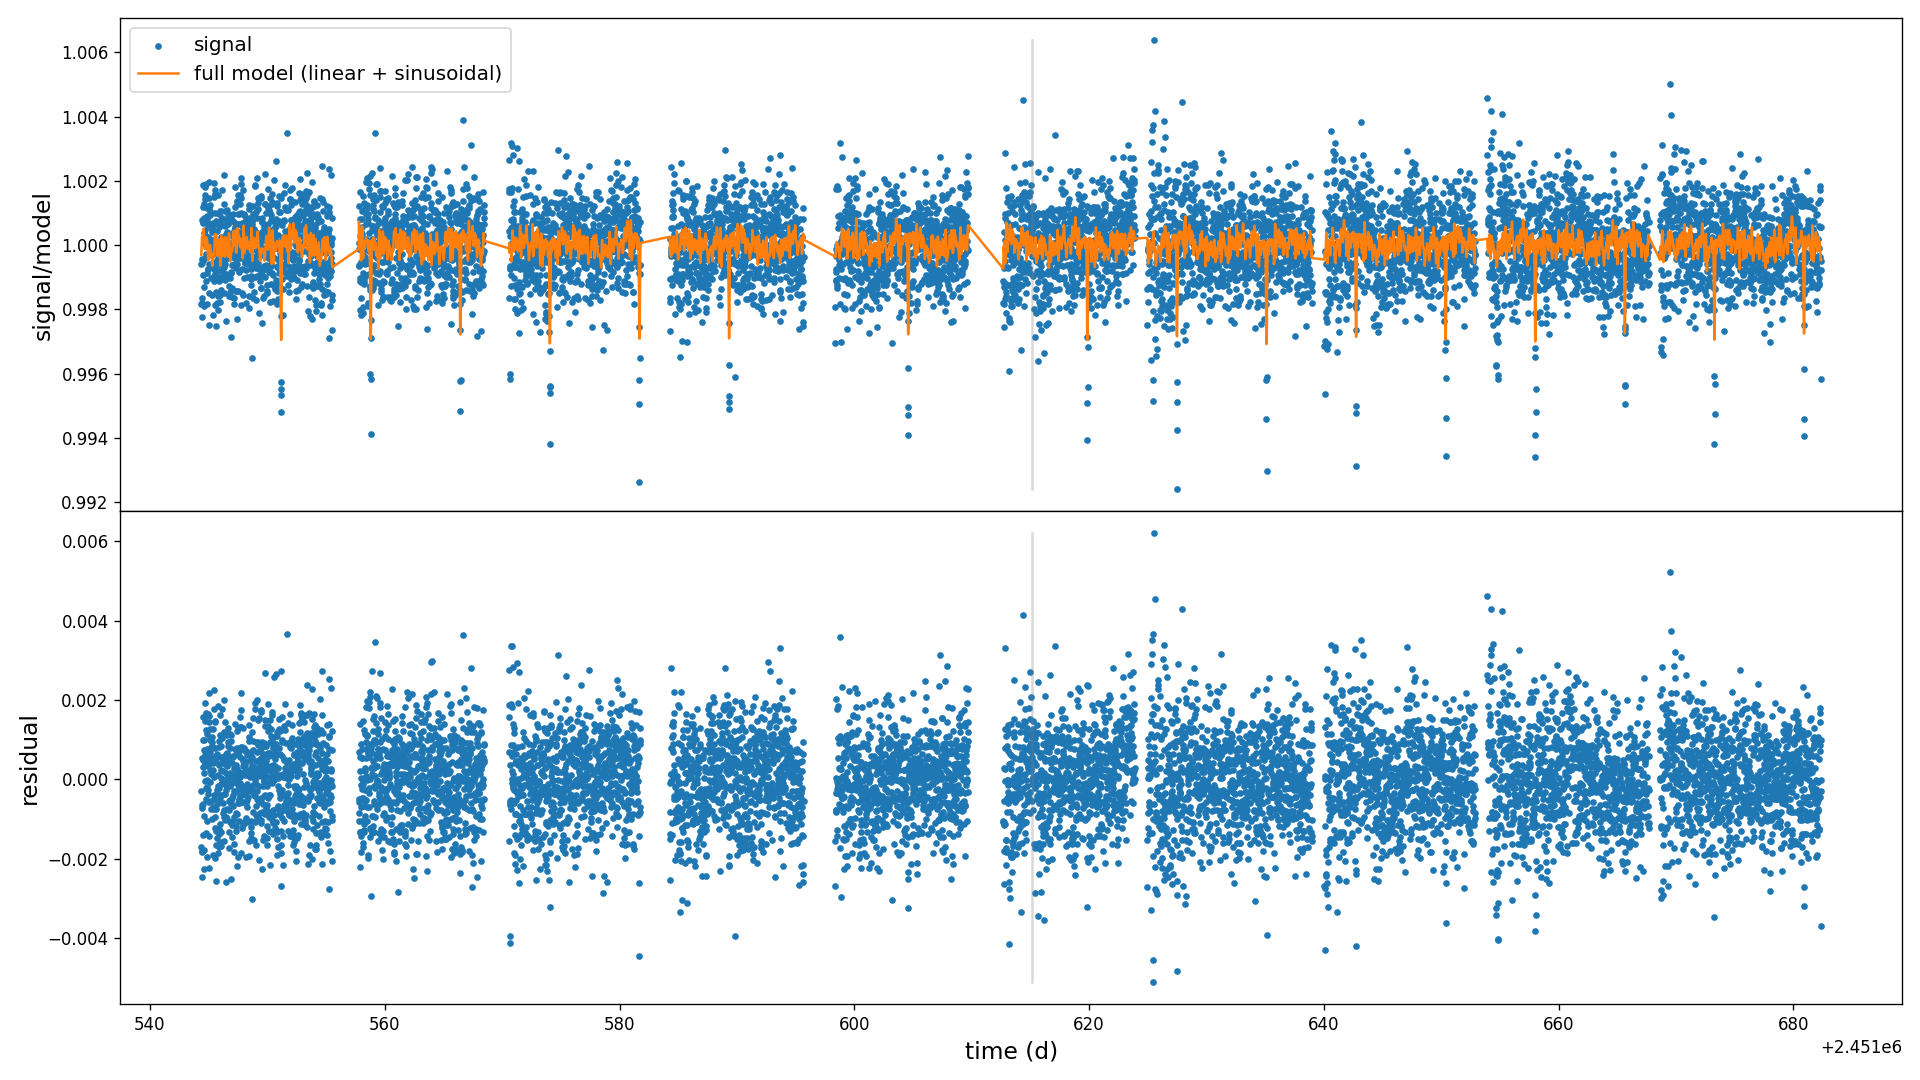 signal
full model (linear + sinusoidal)
signal/model
1.006
1.004
1.002
1.000
0.998
0.996
0.994
0.992
residual
0.006
0.004
0.002
0.000
−0.002
−0.004
540 560 580 600 620 640 660 680
time (d)
+2.451e6